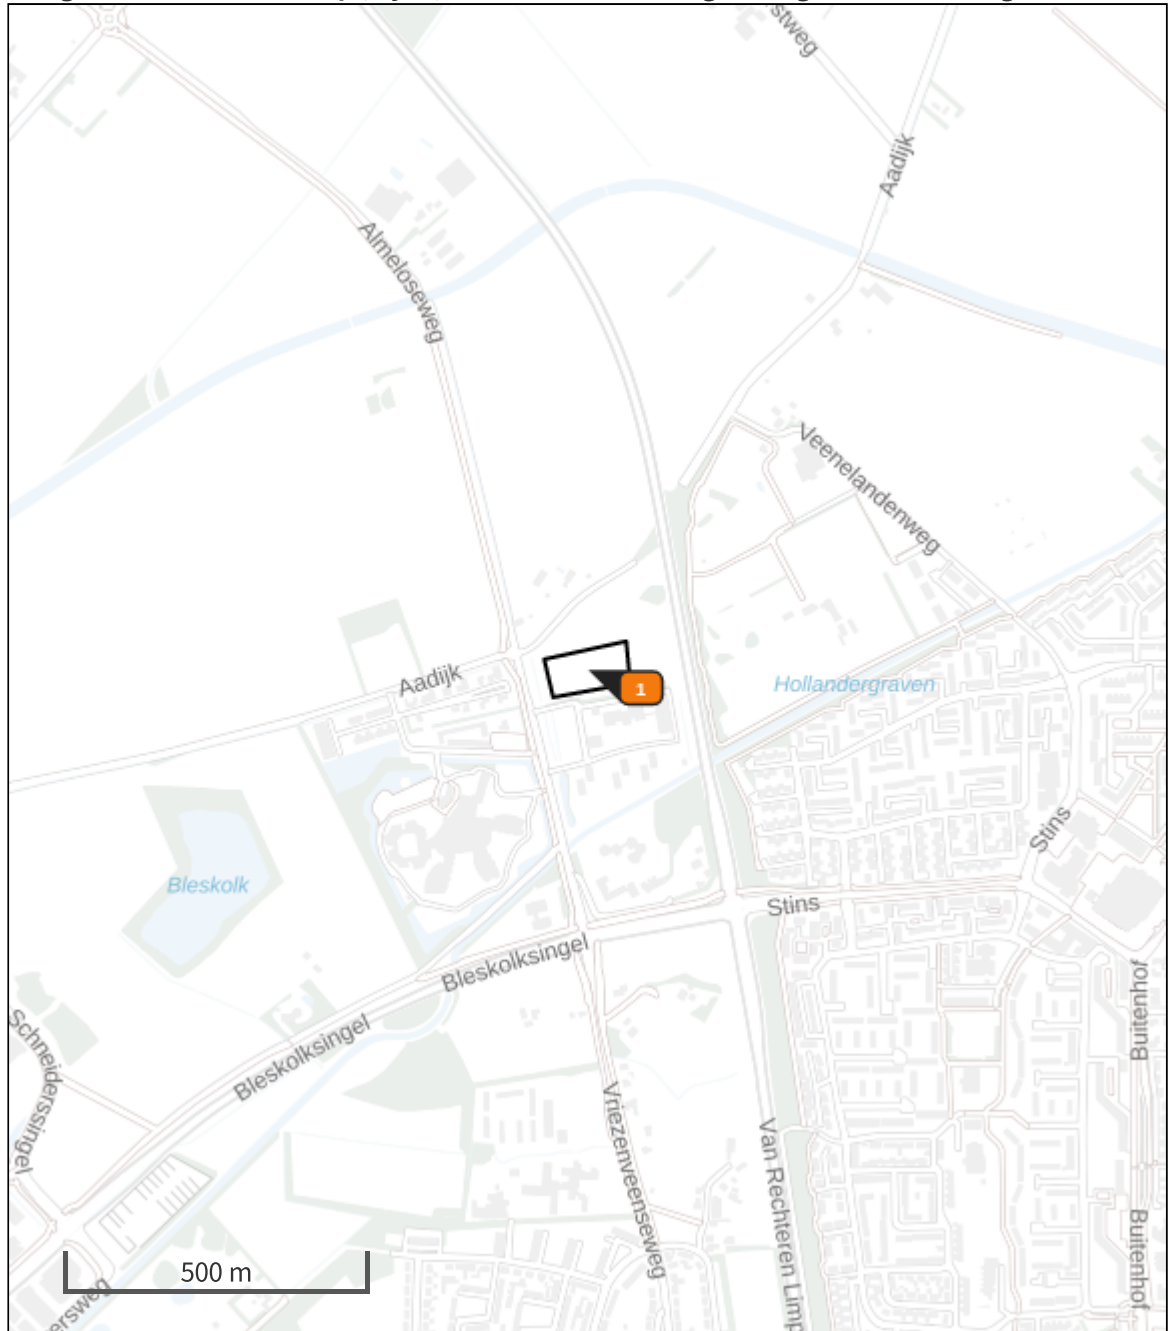 stweg
Aadijk
Almeloseweg
Veenelandenweg
Aadijk
1
Hollandergraven
Stins
Bleskolk
Stins
Bleskolksingel
Buitenhof
Schneiderssingel
Bleskolksingel
Vriezenveenseweg
Van Rechteren Limp
Buitenhof
500 m
ersweg